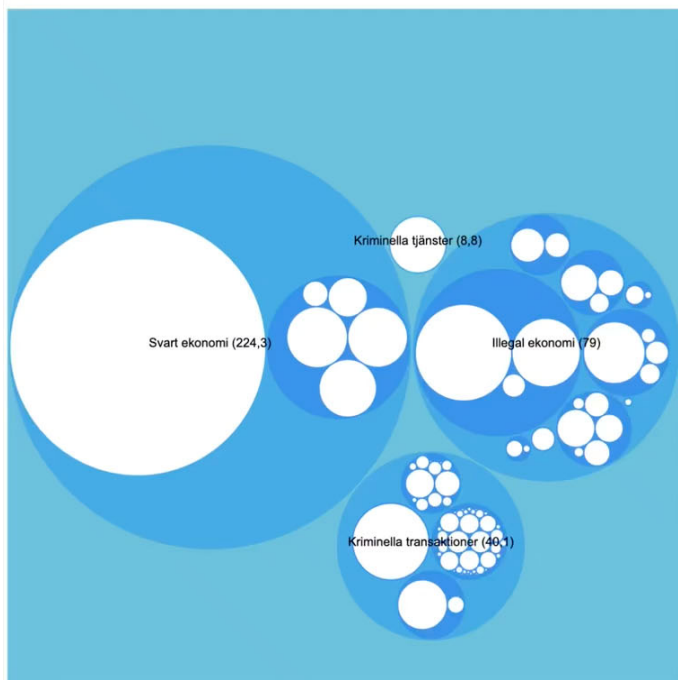 Kriminella tjänster (8,8)
Svart ekonomi (224,3)
Illegal ekonomi (79)
Kriminella transaktioner (40,1)